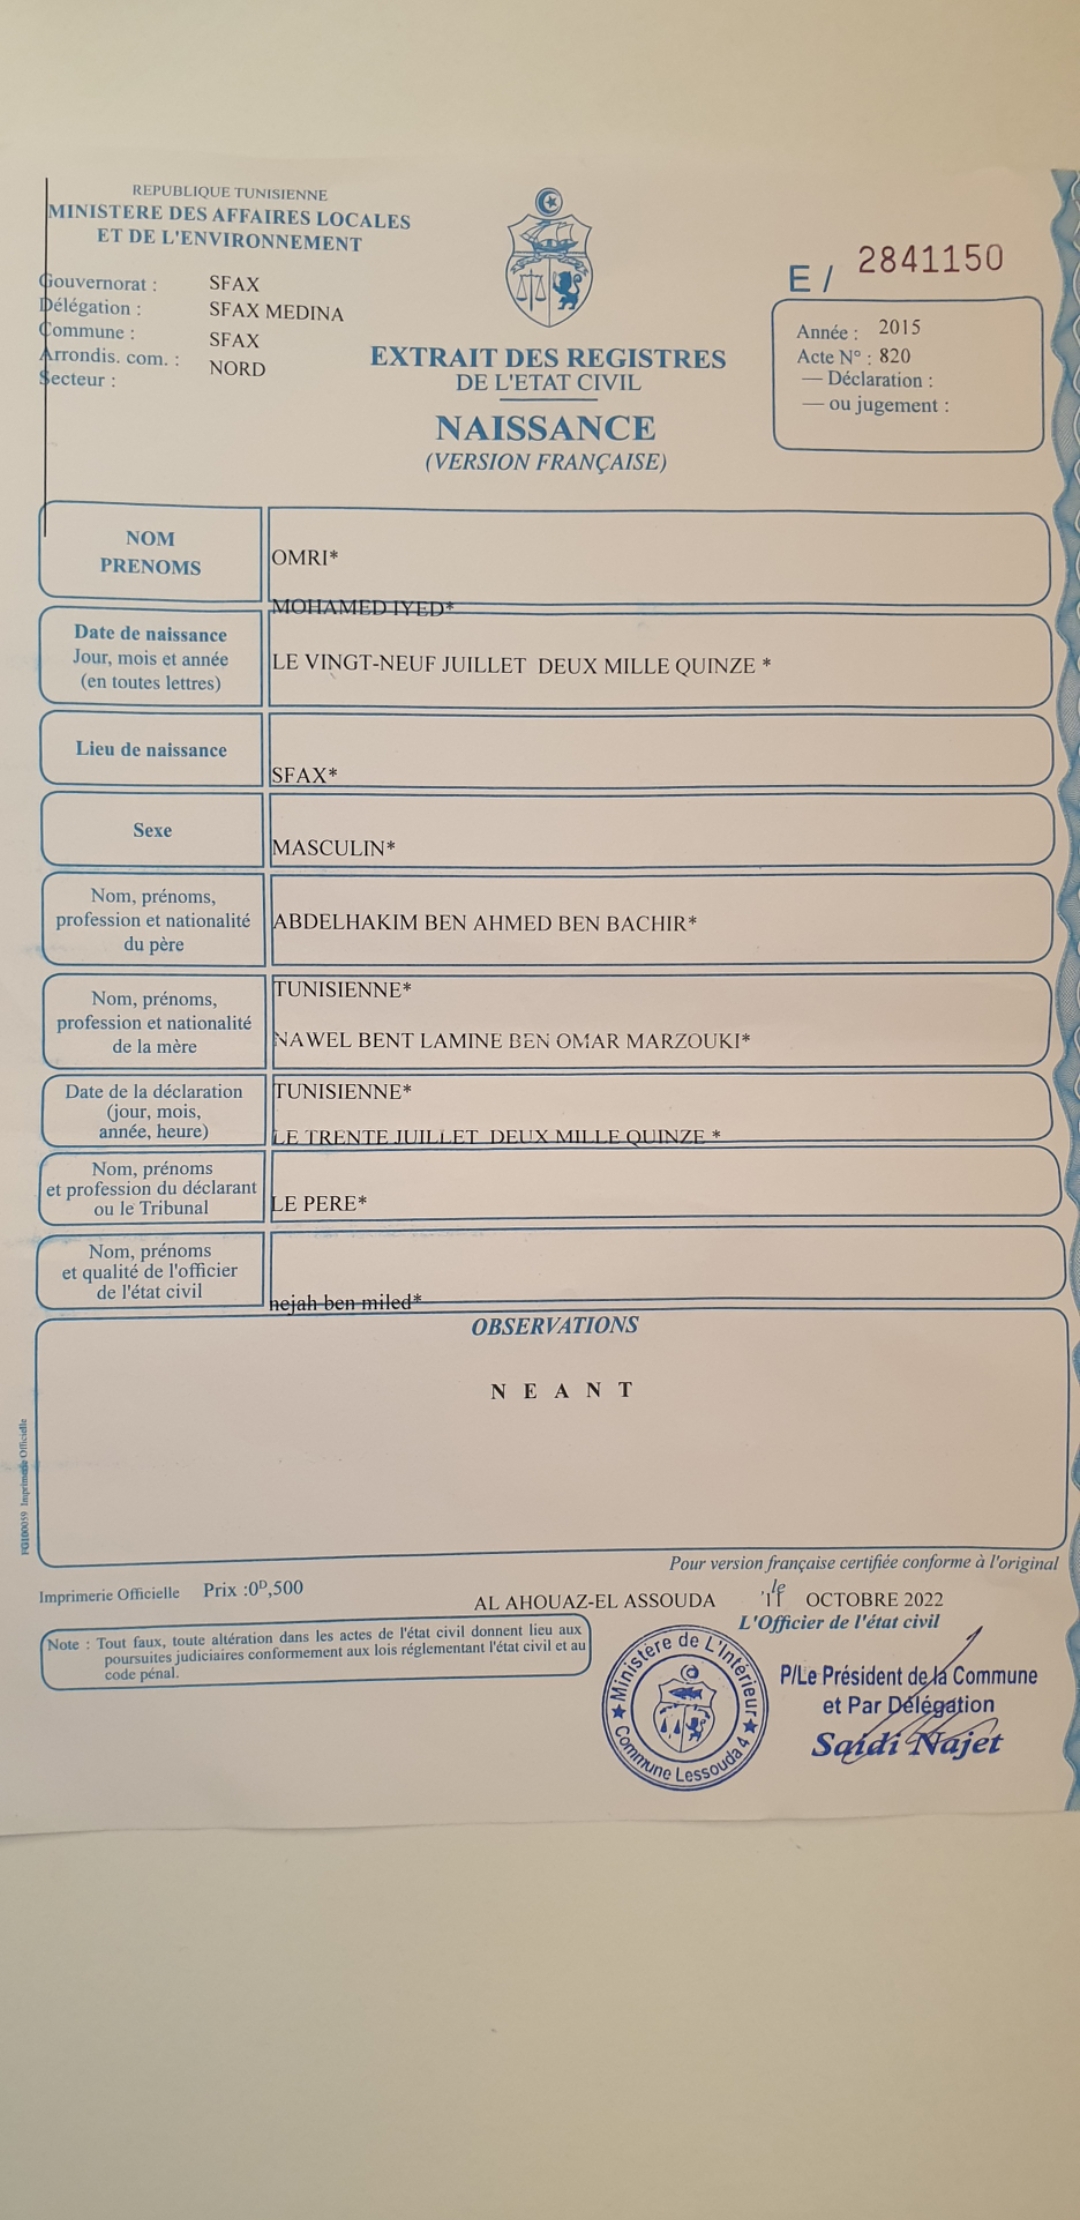 REPUBLIQUE TUNISIENNE
MINISTERE DES AFFAIRES LOCALES
ET DE L'ENVIRONNEMENT
Gouvernorat : SFAX
Délégation : SFAX MEDINA
Commune : SFAX
Arrondis. com. : NORD
Secteur :
E / 2841150
Année : 2015
Acte N° : 820
— Déclaration :
— ou jugement :
EXTRAIT DES REGISTRES
DE L'ETAT CIVIL
NAISSANCE
(VERSION FRANÇAISE)
NOM
PRENOMS
OMRI*
MOHAMED IYED*
Date de naissance
Jour, mois et année
(en toutes lettres)
LE VINGT-NEUF JUILLET DEUX MILLE QUINZE *
Lieu de naissance
SFAX*
Sexe
MASCULIN*
Nom, prénoms,
profession et nationalité
du père
ABDELHAKIM BEN AHMED BEN BACHIR*
TUNISIENNE*
Nom, prénoms,
profession et nationalité
de la mère
NAWEL BENT LAMINE BEN OMAR MARZOUKI*
TUNISIENNE*
Date de la déclaration
(jour, mois,
année, heure)
LE TRENTE JUILLET DEUX MILLE QUINZE *
Nom, prénoms
et profession du déclarant
ou le Tribunal
LE PERE*
Nom, prénoms
et qualité de l'officier
de l'état civil
nejah ben miled*
OBSERVATIONS
N E A N T
FG100059 Imprimerie Officielle
Pour version française certifiée conforme à l'original
Imprimerie Officielle Prix :0ᴰ,500
AL AHOUAZ-EL ASSOUDA le 11 OCTOBRE 2022
L'Officier de l'état civil
Note : Tout faux, toute altération dans les actes de l'état civil donnent lieu aux
poursuites judiciaires conformement aux lois réglementant l'état civil et au
code pénal.
Ministère de L'Intérieur
Commune Lessouda 4
P/Le Président de la Commune
et Par Délégation
Saidi Najet